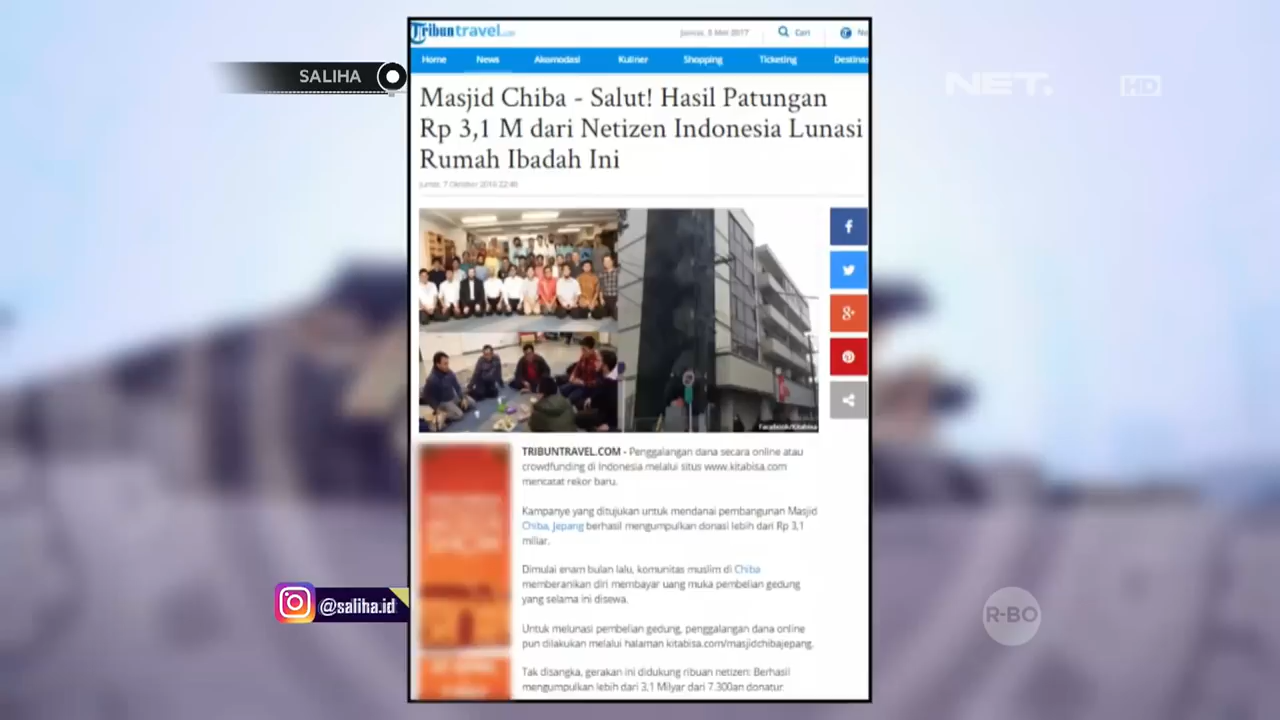 SALIHA
NET.
HD
Tribuntravel.com
Jumat, 5 Mei 2017
Cari
Home
News
Akomodasi
Kuliner
Shopping
Ticketing
Masjid Chiba - Salut! Hasil Patungan
Rp 3,1 M dari Netizen Indonesia Lunasi
Rumah Ibadah Ini
Jumat, 7 Oktober 2016 22:40
Facebook/Kitabisa
TRIBUNTRAVEL.COM - Penggalangan dana secara online atau
crowdfunding di Indonesia melalui situs www.kitabisa.com
mencatat rekor baru.
Kampanye yang ditujukan untuk mendanai pembangunan Masjid
Chiba, Jepang berhasil mengumpulkan donasi lebih dari Rp 3,1
miliar.
Dimulai enam bulan lalu, komunitas muslim di Chiba
memberanikan diri membayar uang muka pembelian gedung
yang selama ini disewa.
Untuk melunasi pembelian gedung, penggalangan dana online
pun dilakukan melalui halaman kitabisa.com/masjidchibajepang.
Tak disangka, gerakan ini didukung ribuan netizen: Berhasil
mengumpulkan lebih dari 3,1 Milyar dari 7.300an donatur.
@saliha.id
R-BO